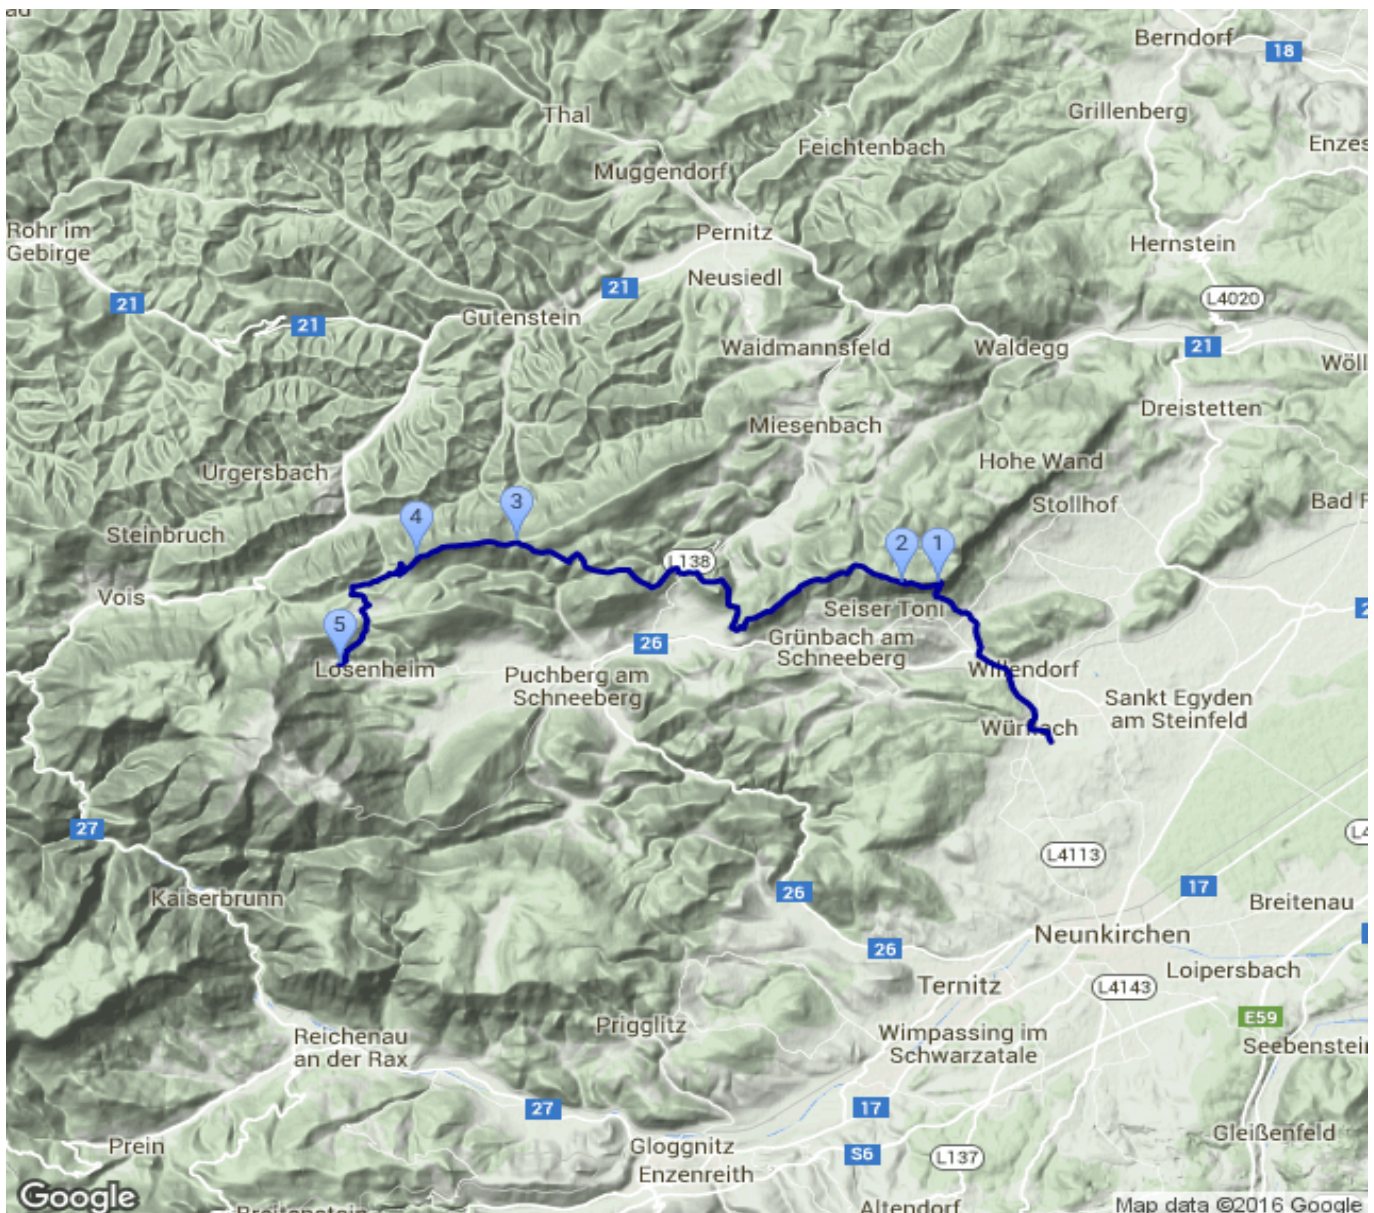 Berndorf
18
Thal
Grillenberg
Feichtenbach
Muggendorf
Rohr im
Gebirge
Pernitz
Hernstein
Neusiedl
21
21
L4020
21
Gutenstein
21
Waidmannsfeld
Waldegg
Dreistetten
Miesenbach
Urgersbach
Hohe Wand
Stollhof
3
4
Steinbruch
L138
2
1
Vois
Seiser Toni
5
26
Grünbach am
Schneeberg
Losenheim
Puchberg am
Schneeberg
Willendorf
Sankt Egyden
am Steinfeld
27
L4113
17
26
Kaiserbrunn
Breitenau
Neunkirchen
26
Loipersbach
Ternitz
L4143
E59
Prigglitz
Wimpassing im
Schwarzatale
Reichenau
an der Rax
27
17
Prein
Gloggnitz
S6
L137
Gleißenfeld
Enzenreith
Altendorf
Google
Map data ©2016 Google